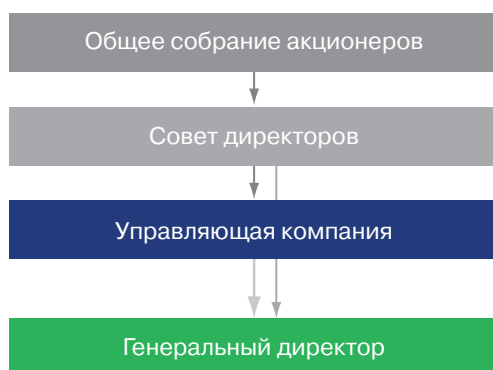 Общее собрание акционеров
Совет директоров
Управляющая компания
Генеральный директор